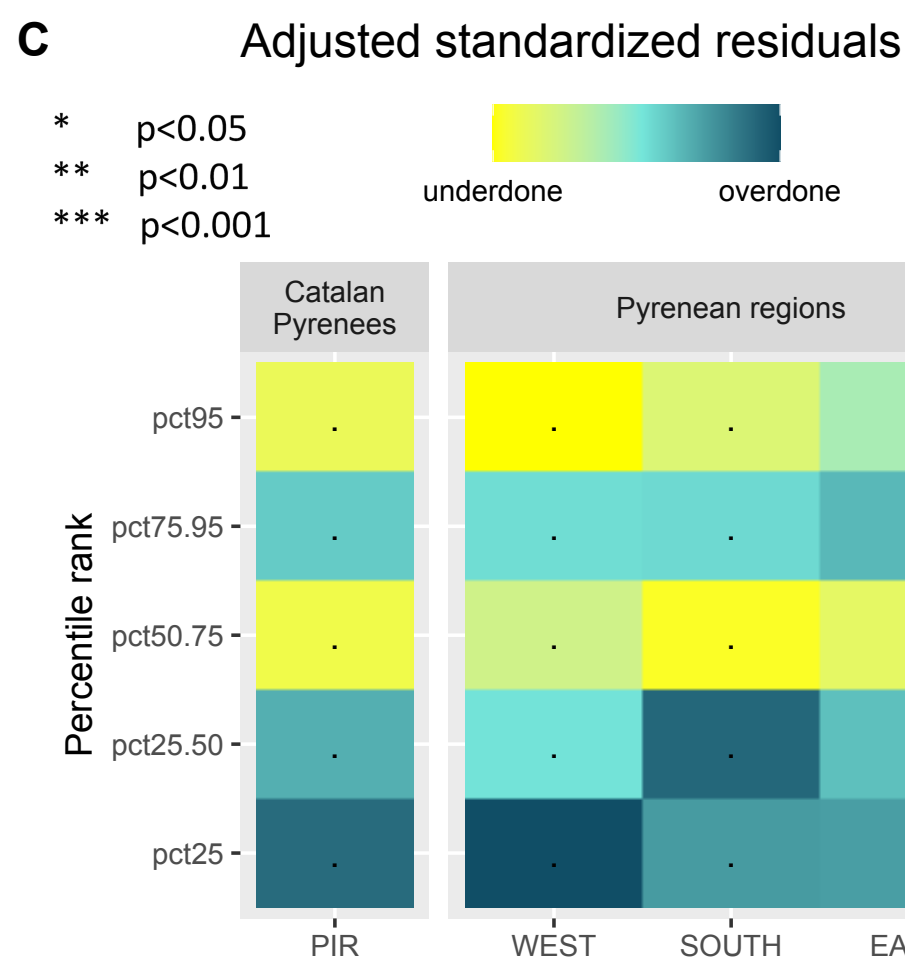 C
Adjusted standardized residuals
* p<0.05
** p<0.01
*** p<0.001
underdone overdone
Catalan
Pyrenees
Pyrenean regions
Percentile rank
pct95
pct75.95
pct50.75
pct25.50
pct25
PIR WEST SOUTH